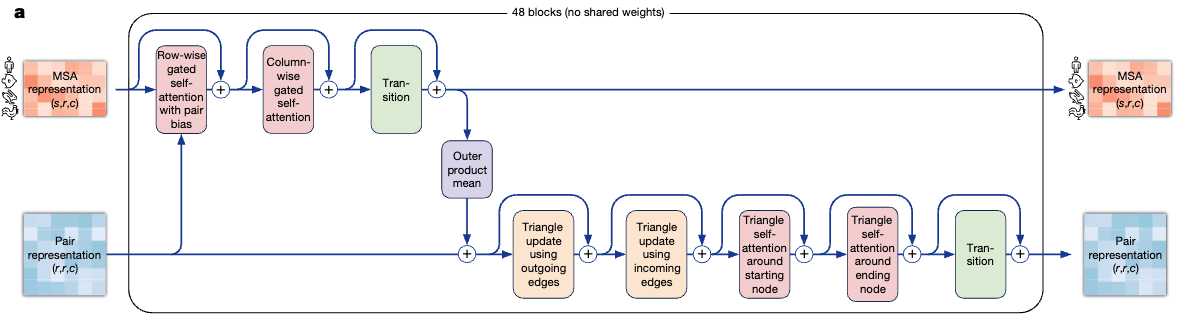 a
48 blocks (no shared weights)
MSA
representation
(s,r,c)
Row-wise
gated
self-
attention
with pair
bias
+
Column-
wise
gated
self-
attention
+
Tran-
sition
+
MSA
representation
(s,r,c)
Outer
product
mean
Pair
representation
(r,r,c)
+
Triangle
update
using
outgoing
edges
+
Triangle
update
using
incoming
edges
+
Triangle
self-
attention
around
starting
node
+
Triangle
self-
attention
around
ending
node
+
Tran-
sition
+
Pair
representation
(r,r,c)